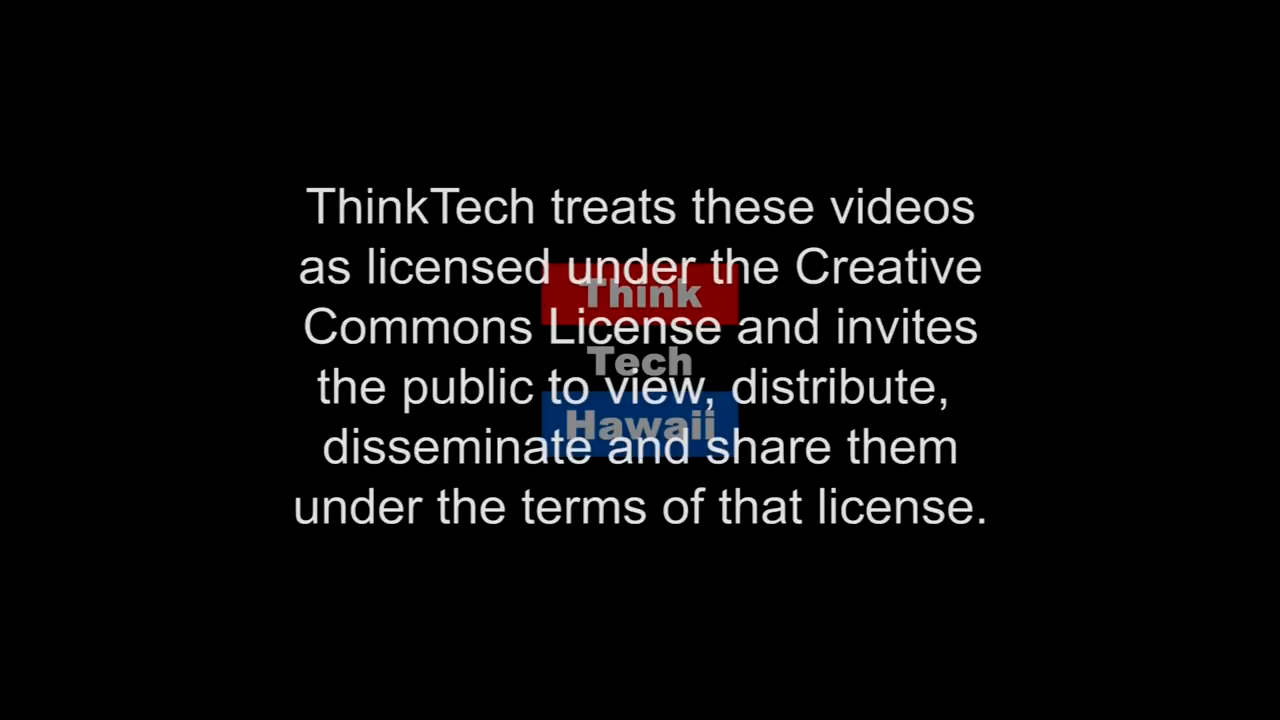 ThinkTech treats these videos
as licensed under the Creative
Think
Commons License and invites
Tech
the public to view, distribute,
Hawaii
disseminate and share them
under the terms of that license.